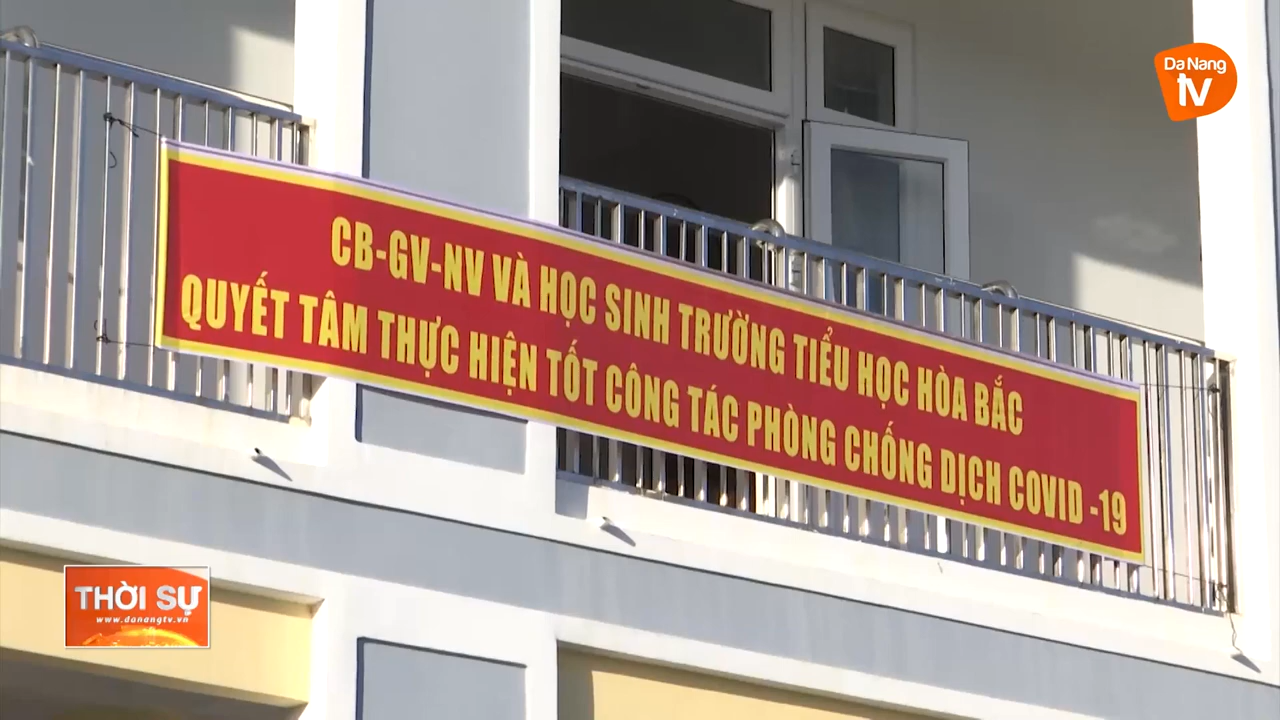 Da Nang
tv
CB-GV-NV VÀ HỌC SINH TRƯỜNG TIỂU HỌC HÒA BẮC
QUYẾT TÂM THỰC HIỆN TỐT CÔNG TÁC PHÒNG CHỐNG DỊCH COVID -19
THỜI SỰ
www.danangtv.vn